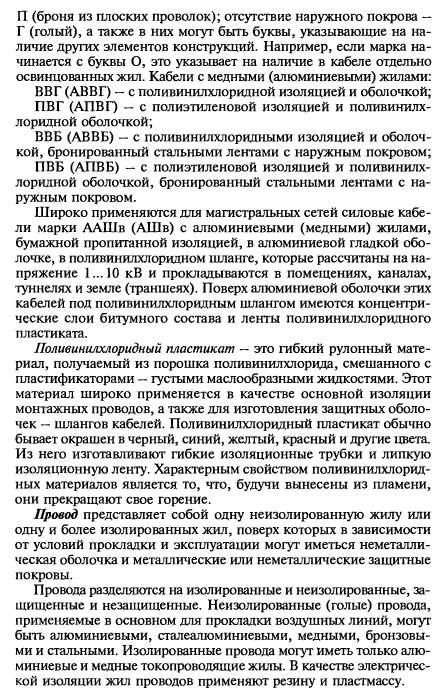 П (броня из плоских проволок); отсутствие наружного покрова –
Г (голый), а также в них могут быть буквы, указывающие на на-
личие других элементов конструкций. Например, если марка на-
чинается с буквы О, это указывает на наличие в кабеле отдельно
освинцованных жил. Кабели с медными (алюминиевыми) жилами:
ВВГ (АВВГ) – с поливинилхлоридной изоляцией и оболочкой;
ПВГ (АПВГ) – с полиэтиленовой изоляцией и поливинилх-
лоридной оболочкой;
ВВБ (АВВБ) – с поливинилхлоридными изоляцией и оболоч-
кой, бронированный стальными лентами с наружным покровом;
ПВБ (АПВБ) – с полиэтиленовой изоляцией и поливинилх-
лоридной оболочкой, бронированный стальными лентами с на-
ружным покровом.
Широко применяются для магистральных сетей силовые кабе-
ли марки ААШв (АШв) с алюминиевыми (медными) жилами,
бумажной пропитанной изоляцией, в алюминиевой гладкой обо-
лочке, в поливинилхлоридном шланге, которые рассчитаны на на-
пряжение 1...10 кВ и прокладываются в помещениях, каналах,
туннелях и земле (траншеях). Поверх алюминиевой оболочки этих
кабелей под поливинилхлоридным шлангом имеются концентри-
ческие слои битумного состава и ленты поливинилхлоридного
пластиката.
Поливинилхлоридный пластикат – это гибкий рулонный мате-
риал, получаемый из порошка поливинилхлорида, смешанного с
пластификаторами – густыми маслообразными жидкостями. Этот
материал широко применяется в качестве основной изоляции
монтажных проводов, а также для изготовления защитных оболо-
чек – шлангов кабелей. Поливинилхлоридный пластикат обычно
бывает окрашен в черный, синий, желтый, красный и другие цвета.
Из него изготавливают гибкие изоляционные трубки и липкую
изоляционную ленту. Характерным свойством поливинилхлорид-
ных материалов является то, что, будучи вынесены из пламени,
они прекращают свое горение.
Провод представляет собой одну неизолированную жилу или
одну и более изолированных жил, поверх которых в зависимости
от условий прокладки и эксплуатации могут иметься неметалли-
ческая оболочка и металлические или неметаллические защитные
покровы.
Провода разделяются на изолированные и неизолированные, за-
щищенные и незащищенные. Неизолированные (голые) провода,
применяемые в основном для прокладки воздушных линий, могут
быть алюминиевыми, сталеалюминиевыми, медными, бронзовы-
ми и стальными. Изолированные провода могут иметь только алю-
миниевые и медные токопроводящие жилы. В качестве электричес-
кой изоляции жил проводов применяют резину и пластмассу.